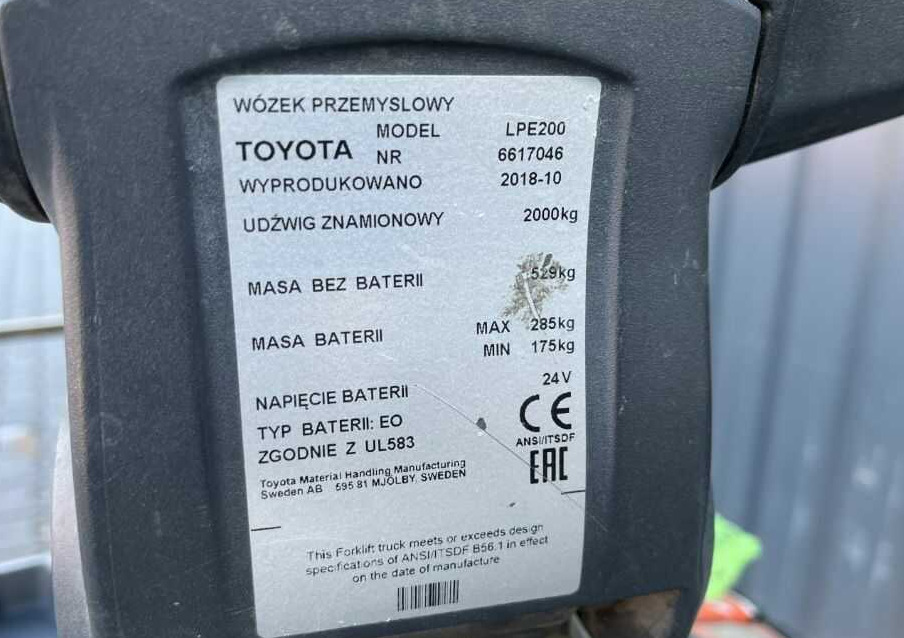 WÓZEK PRZEMYSLOWY
TOYOTA MODEL LPE200
NR 6617046
WYPRODUKOWANO 2018-10
UDŹWIG ZNAMIONOWY 2000kg
MASA BEZ BATERII 529kg
MASA BATERII MAX 285kg
MIN 175kg
NAPIĘCIE BATERII 24V
TYP BATERII: EO CE
ZGODNIE Z UL583 ANSI/ITSDF
EAC
Toyota Material Handling Manufacturing
Sweden AB 595 81 MJÖLBY, SWEDEN
This Forklift truck meets or exceeds design
specifications of ANSI/ITSDF B56.1 in effect
on the date of manufacture